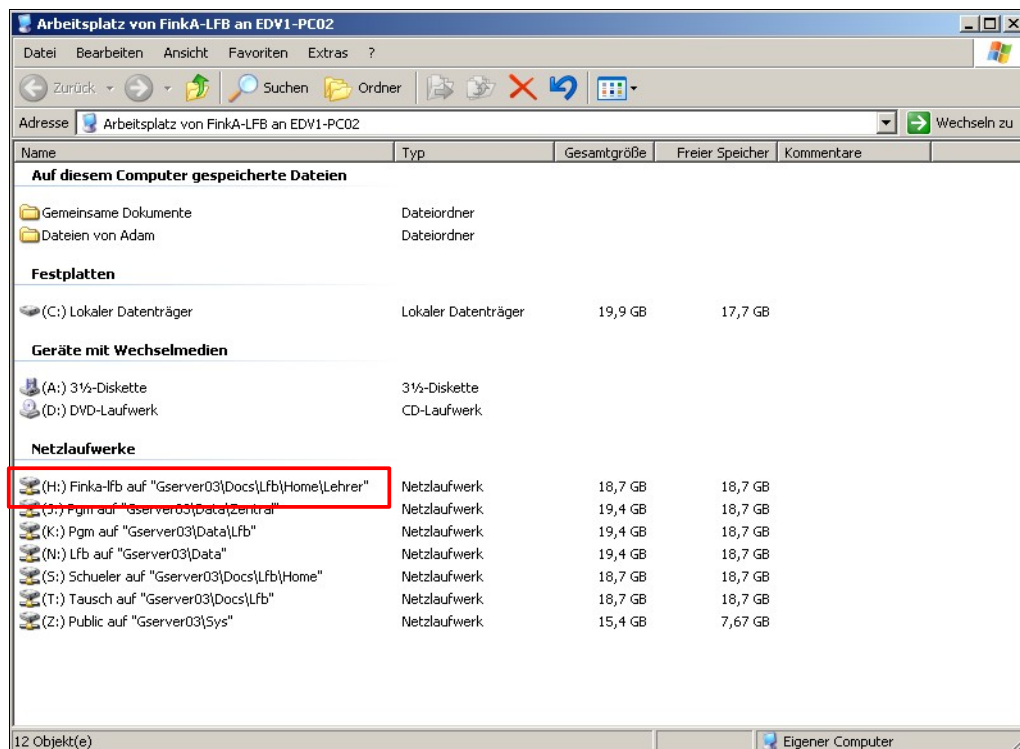 Arbeitsplatz von FinkA-LFB an EDV1-PC02
Datei Bearbeiten Ansicht Favoriten Extras ?
Zurück Suchen Ordner
Adresse Arbeitsplatz von FinkA-LFB an EDV1-PC02 Wechseln zu
Name Typ Gesamtgröße Freier Speicher Kommentare
Auf diesem Computer gespeicherte Dateien
Gemeinsame Dokumente Dateiordner
Dateien von Adam Dateiordner
Festplatten
(C:) Lokaler Datenträger Lokaler Datenträger 19,9 GB 17,7 GB
Geräte mit Wechselmedien
(A:) 3½-Diskette 3½-Diskette
(D:) DVD-Laufwerk CD-Laufwerk
Netzlaufwerke
(H:) Finka-lfb auf "Gserver03\Docs\Lfb\Home\Lehrer" Netzlaufwerk 18,7 GB 18,7 GB
(J:) Pgm auf "Gserver03\Data\Zentral" Netzlaufwerk 19,4 GB 18,7 GB
(K:) Pgm auf "Gserver03\Data\Lfb" Netzlaufwerk 19,4 GB 18,7 GB
(N:) Lfb auf "Gserver03\Data" Netzlaufwerk 19,4 GB 18,7 GB
(S:) Schueler auf "Gserver03\Docs\Lfb\Home" Netzlaufwerk 18,7 GB 18,7 GB
(T:) Tausch auf "Gserver03\Docs\Lfb" Netzlaufwerk 18,7 GB 18,7 GB
(Z:) Public auf "Gserver03\Sys" Netzlaufwerk 15,4 GB 7,67 GB
12 Objekt(e) Eigener Computer